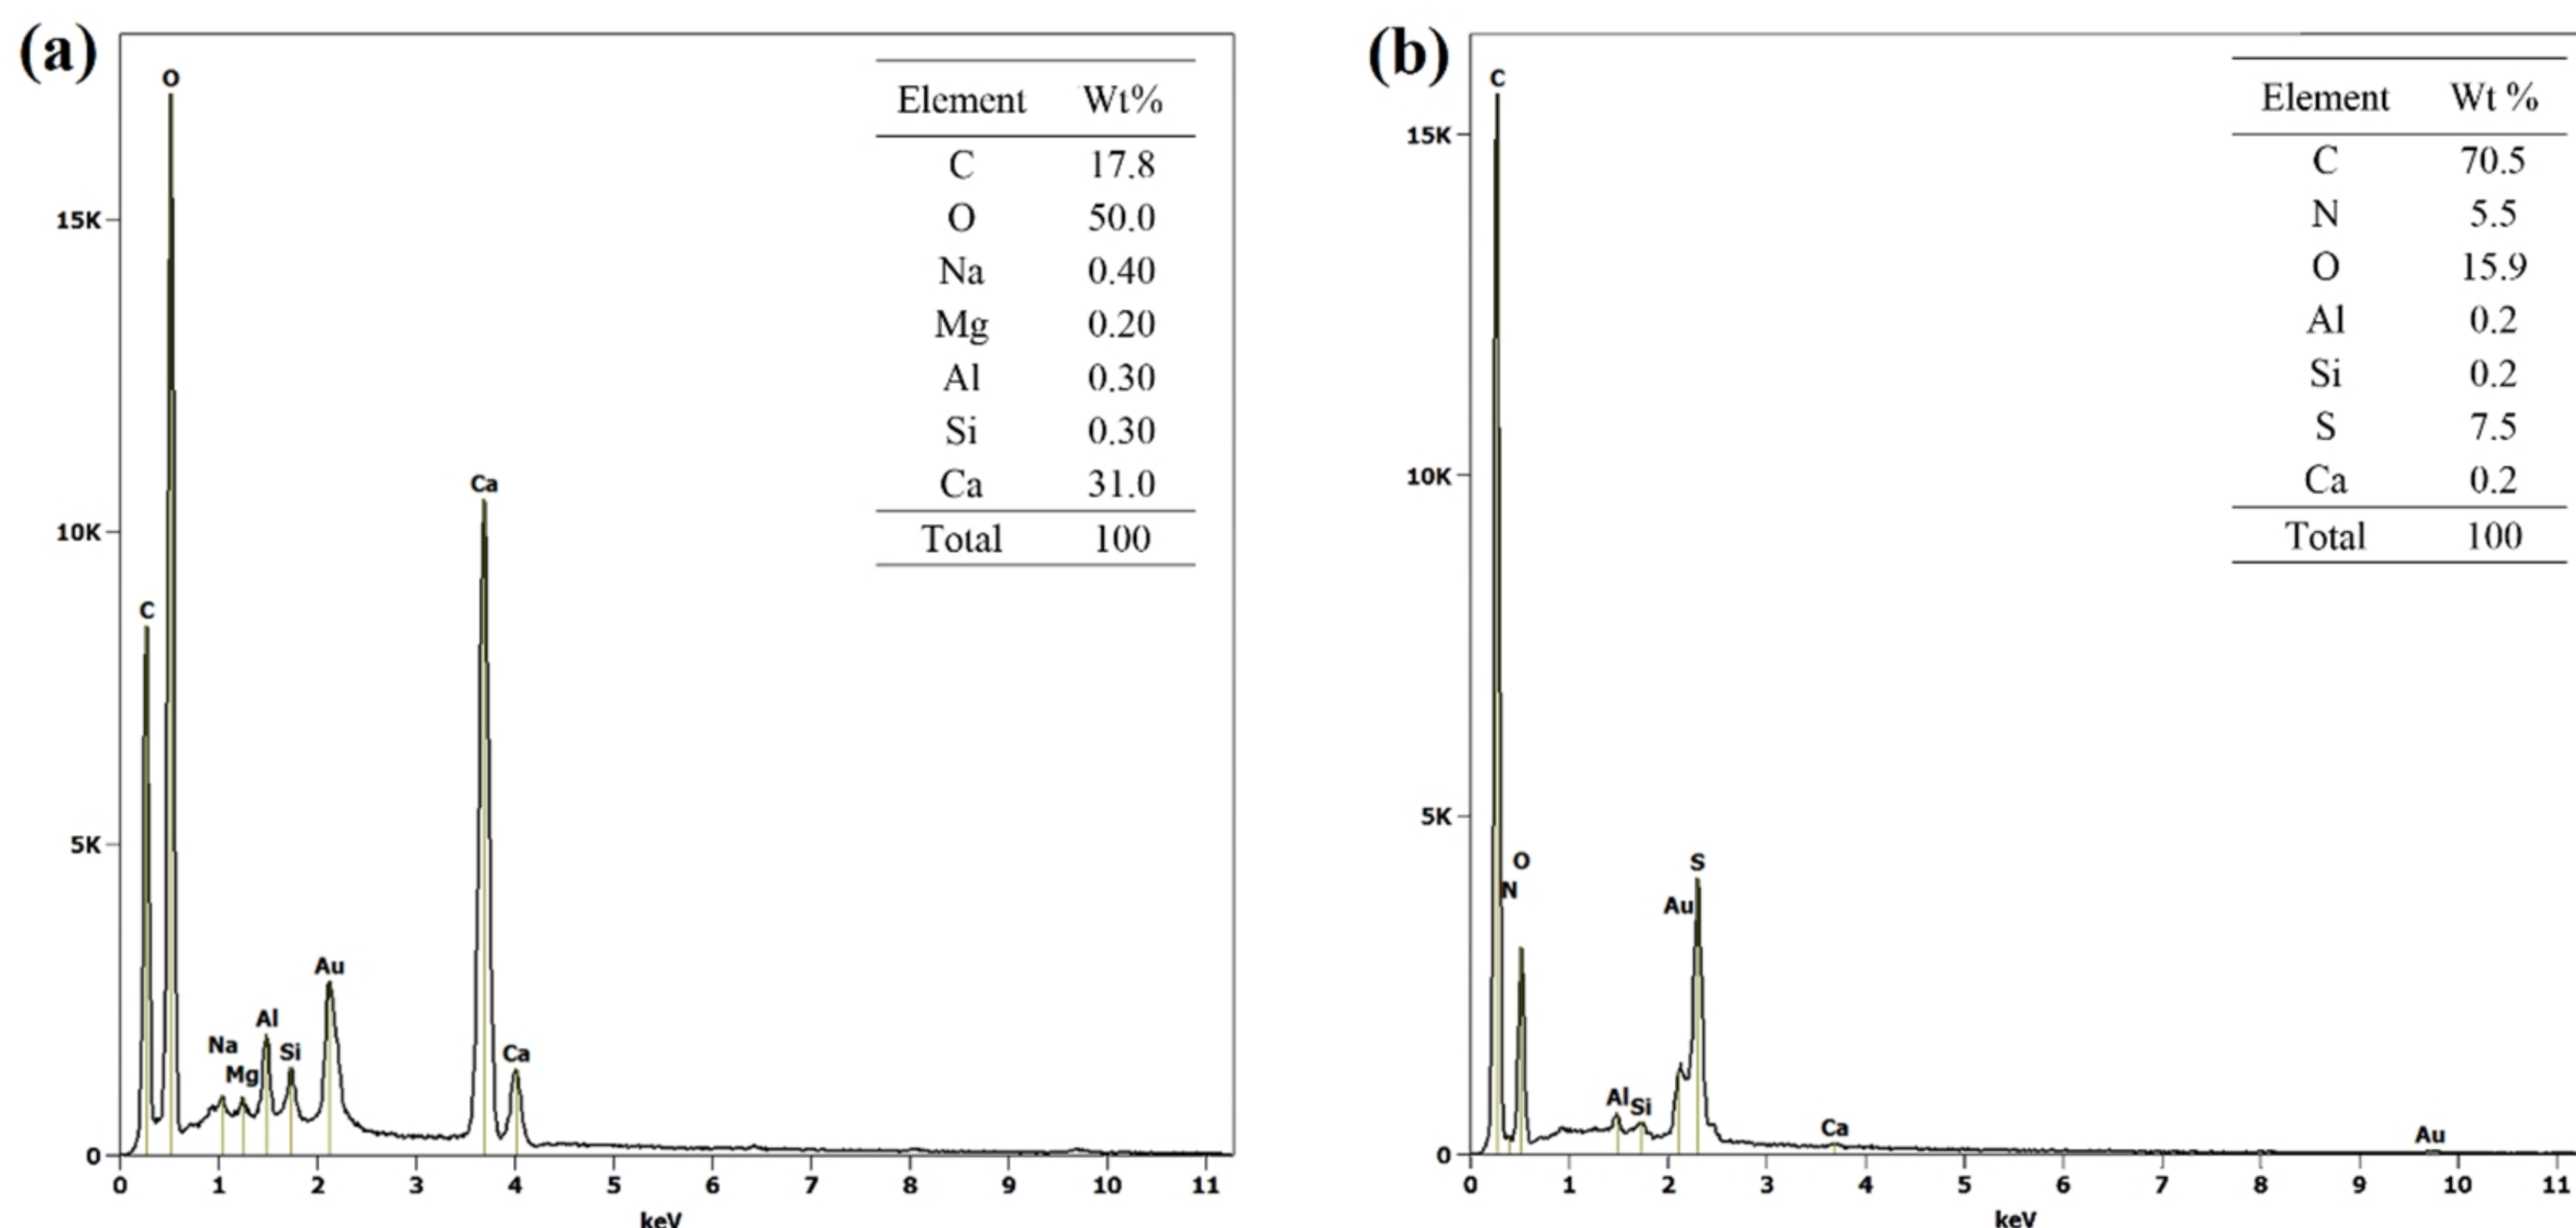 (a)
O
C
Ca
Ca
Na
Mg
Al
Si
Au
15K
10K
5K
0
0 1 2 3 4 5 6 7 8 9 10 11
keV
Element Wt%
C 17.8
O 50.0
Na 0.40
Mg 0.20
Al 0.30
Si 0.30
Ca 31.0
Total 100
(b)
C
O
N
Au
S
Al
Si
Ca
Au
15K
10K
5K
0
0 1 2 3 4 5 6 7 8 9 10 11
keV
Element Wt %
C 70.5
N 5.5
O 15.9
Al 0.2
Si 0.2
S 7.5
Ca 0.2
Total 100